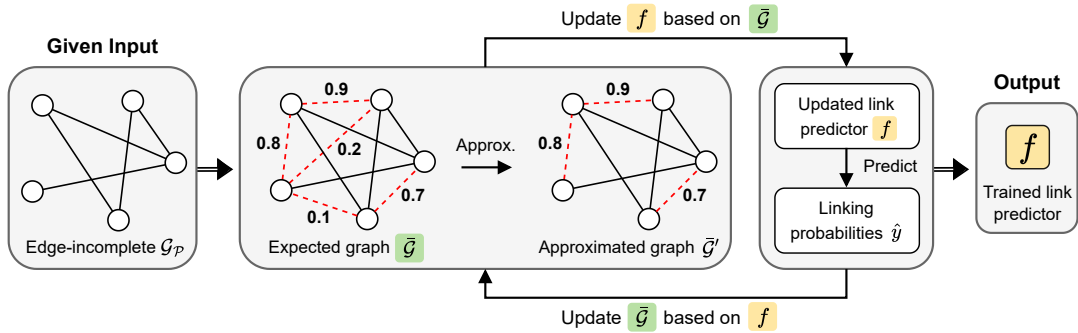 Update f based on 𝒢̄
Given Input
Output
0.9
0.8
0.2
0.7
0.1
Approx.
0.9
0.8
0.7
Updated link
predictor f
Predict
Linking
probabilities ŷ
f
Trained link
predictor
Edge-incomplete 𝒢_𝒫
Expected graph 𝒢̄
Approximated graph 𝒢̄′
Update 𝒢̄ based on f